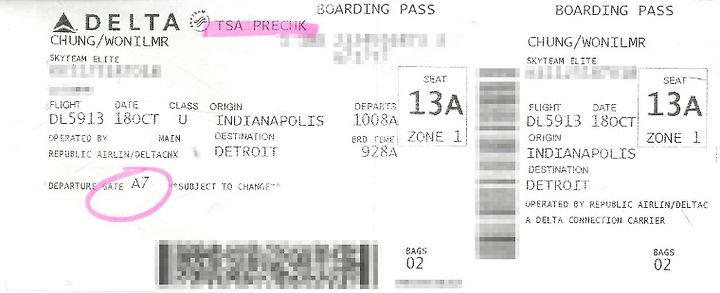 DELTA
TSA PRECHK
BOARDING PASS
CHUNG/WONILMR
SKYTEAM ELITE
FLIGHT DATE CLASS ORIGIN DEPARTS
DL5913 18OCT U INDIANAPOLIS 1008A
OPERATED BY MAIN DESTINATION BRD TIME
REPUBLIC AIRLIN/DELTACNX DETROIT 928A
SEAT
13A
ZONE 1
DEPARTURE GATE A7 **SUBJECT TO CHANGE**
BAGS
02
BOARDING PASS
CHUNG/WONILMR
SKYTEAM ELITE
SEAT
13A
ZONE 1
FLIGHT DATE
DL5913 18OCT
ORIGIN
INDIANAPOLIS
DESTINATION
DETROIT
OPERATED BY REPUBLIC AIRLIN/DELTAC
A DELTA CONNECTION CARRIER
BAGS
02